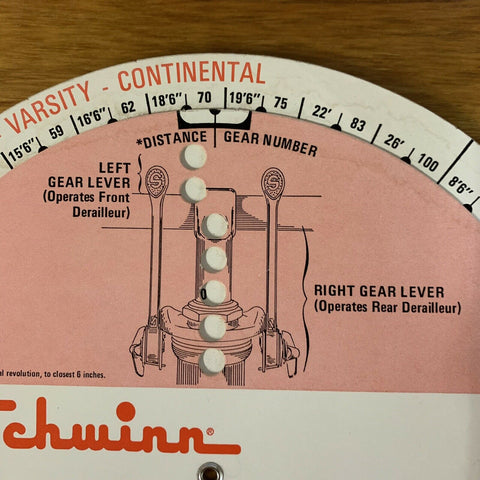 VARSITY - CONTINENTAL
15'6" 59 16'6" 62 18'6" 70 19'6" 75 22' 83 26' 100 8'6"
*DISTANCE GEAR NUMBER
LEFT
GEAR LEVER
(Operates Front
Derailleur)
S S
0
RIGHT GEAR LEVER
(Operates Rear Derailleur)
revolution, to closest 6 inches.
Schwinn®